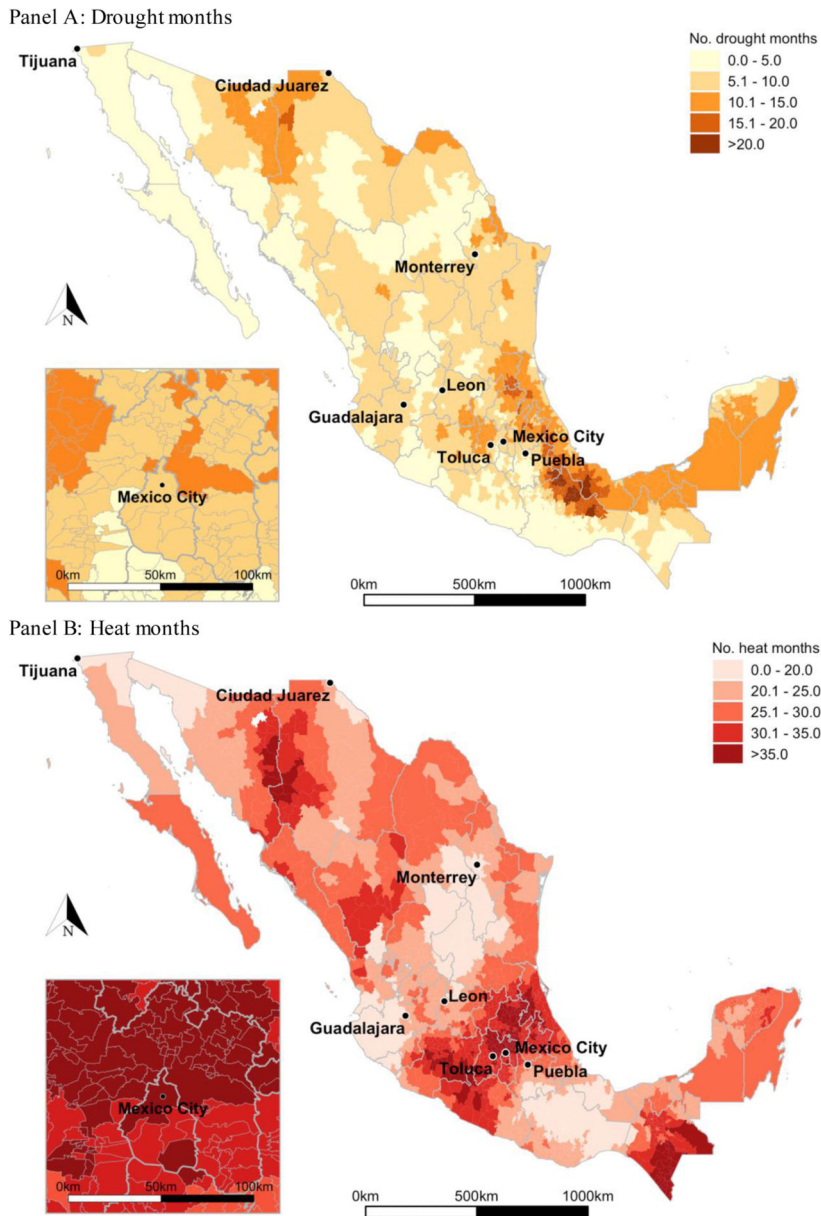 Panel A: Drought months
Tijuana
Ciudad Juarez
No. drought months
0.0 - 5.0
5.1 - 10.0
10.1 - 15.0
15.1 - 20.0
>20.0
Monterrey
N
Leon
Guadalajara
Mexico City
Toluca
Puebla
Mexico City
0km 50km 100km
0km 500km 1000km
Panel B: Heat months
Tijuana
Ciudad Juarez
No. heat months
0.0 - 20.0
20.1 - 25.0
25.1 - 30.0
30.1 - 35.0
>35.0
Monterrey
N
Leon
Guadalajara
Mexico City
Toluca
Puebla
Mexico City
0km 50km 100km
0km 500km 1000km